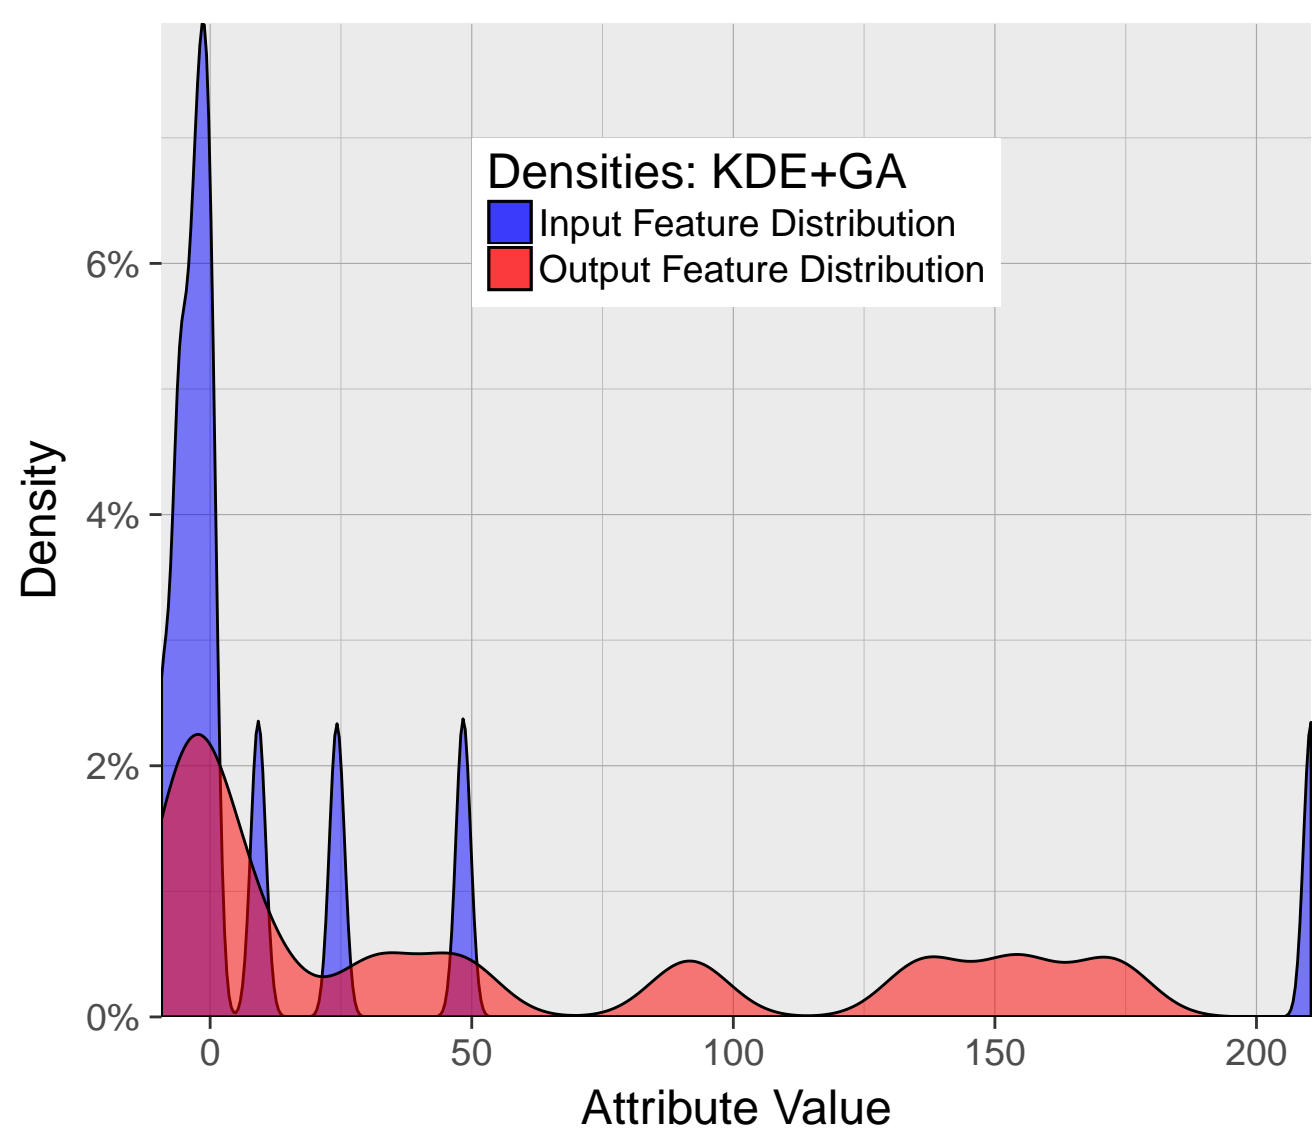 Densities: KDE+GA
Input Feature Distribution
Output Feature Distribution
6%
4%
2%
0%
Density
0 50 100 150 200
Attribute Value